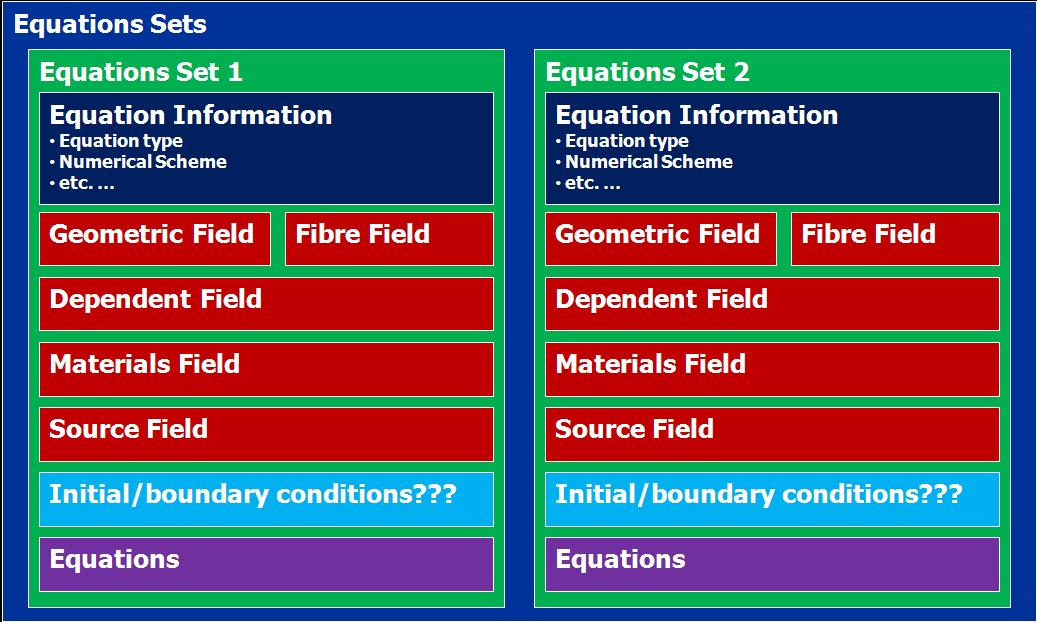 Equations Sets
Equations Set 1
Equation Information
• Equation type
• Numerical Scheme
• etc. ...
Geometric Field
Fibre Field
Dependent Field
Materials Field
Source Field
Initial/boundary conditions???
Equations
Equations Set 2
Equation Information
• Equation type
• Numerical Scheme
• etc. ...
Geometric Field
Fibre Field
Dependent Field
Materials Field
Source Field
Initial/boundary conditions???
Equations